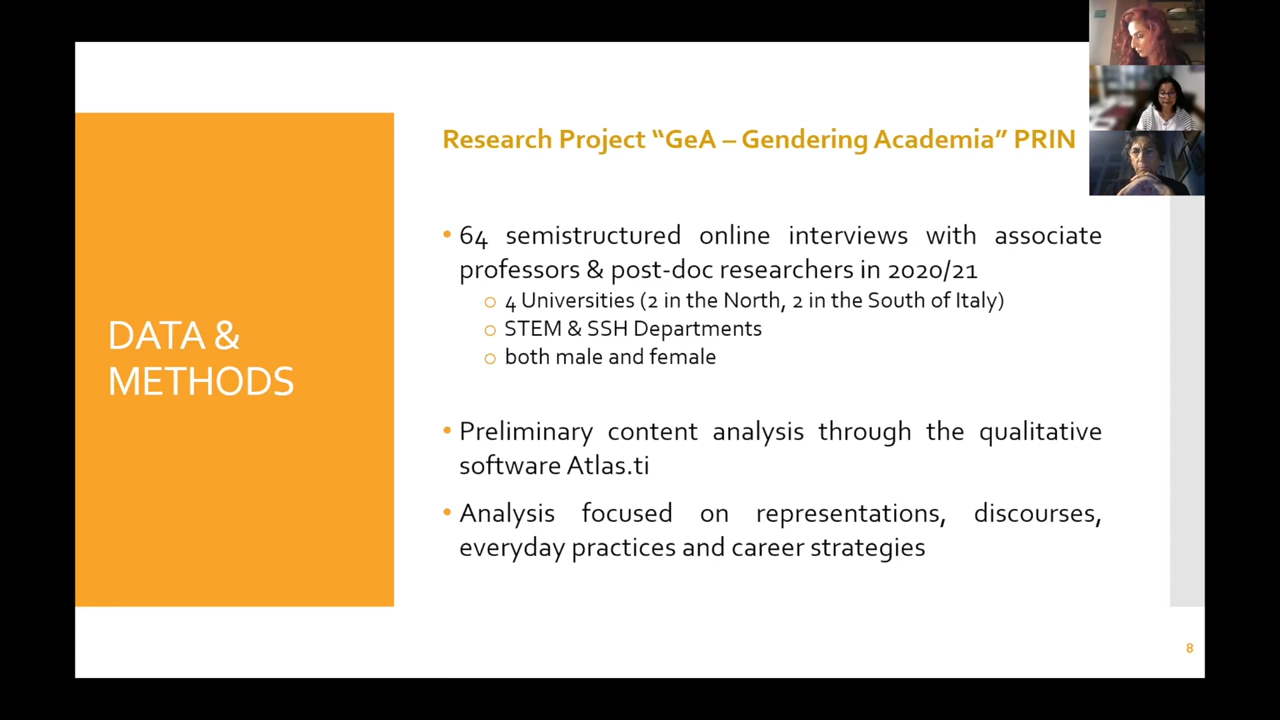 DATA &
METHODS
Research Project “GeA – Gendering Academia” PRIN
• 64 semistructured online interviews with associate
professors & post-doc researchers in 2020/21
o 4 Universities (2 in the North, 2 in the South of Italy)
o STEM & SSH Departments
o both male and female
• Preliminary content analysis through the qualitative
software Atlas.ti
• Analysis focused on representations, discourses,
everyday practices and career strategies
8